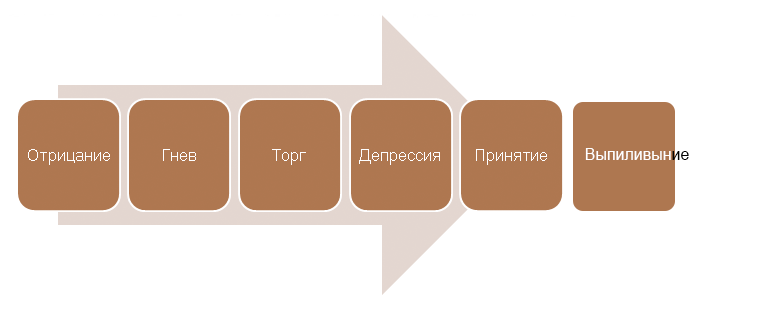 Отрицание
Гнев
Торг
Депрессия
Принятие
Выпиливыние